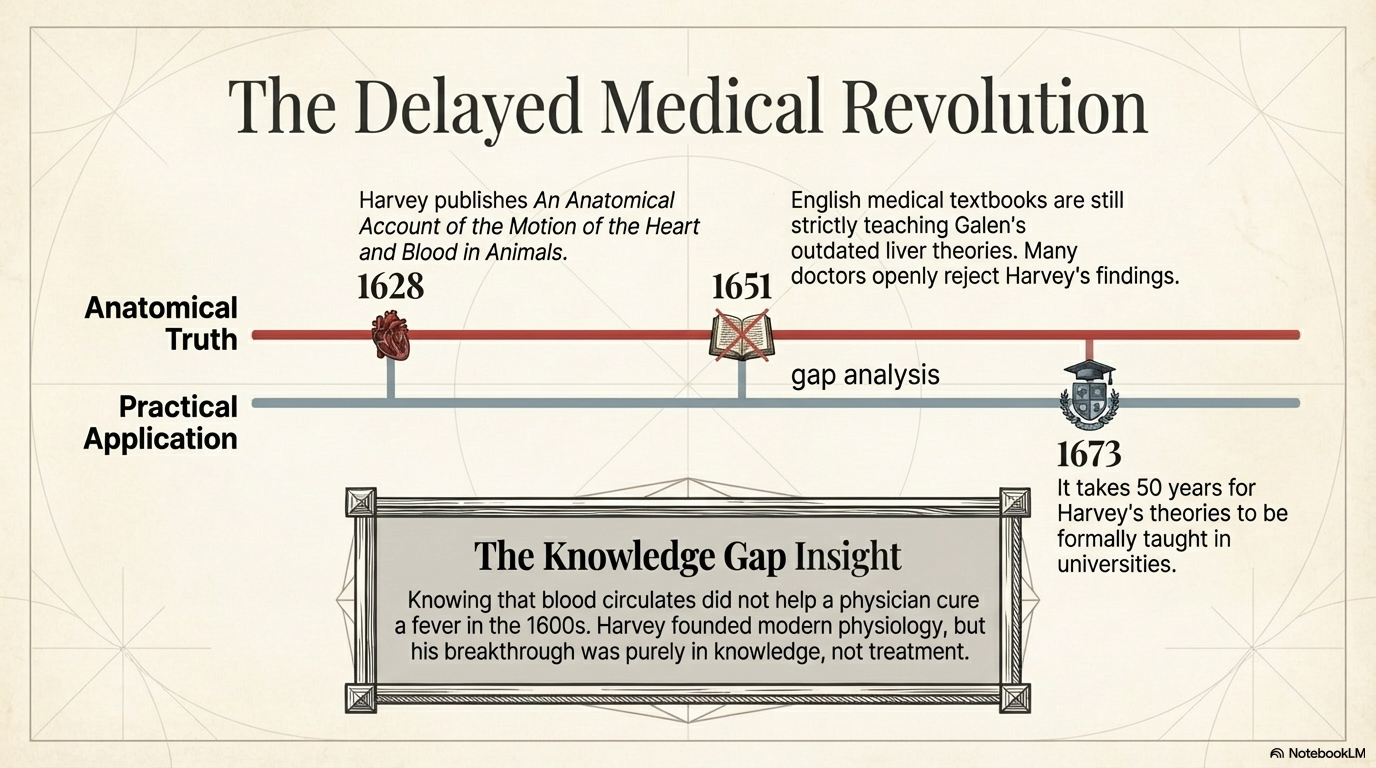 The Delayed Medical Revolution
Harvey publishes An Anatomical
Account of the Motion of the Heart
and Blood in Animals.
1628
English medical textbooks are still
strictly teaching Galen's
outdated liver theories. Many
doctors openly reject Harvey's findings.
1651
Anatomical
Truth
gap analysis
Practical
Application
1673
It takes 50 years for
Harvey's theories to be
formally taught in
universities.
The Knowledge Gap Insight
Knowing that blood circulates did not help a physician cure
a fever in the 1600s. Harvey founded modern physiology, but
his breakthrough was purely in knowledge, not treatment.
NotebookLM